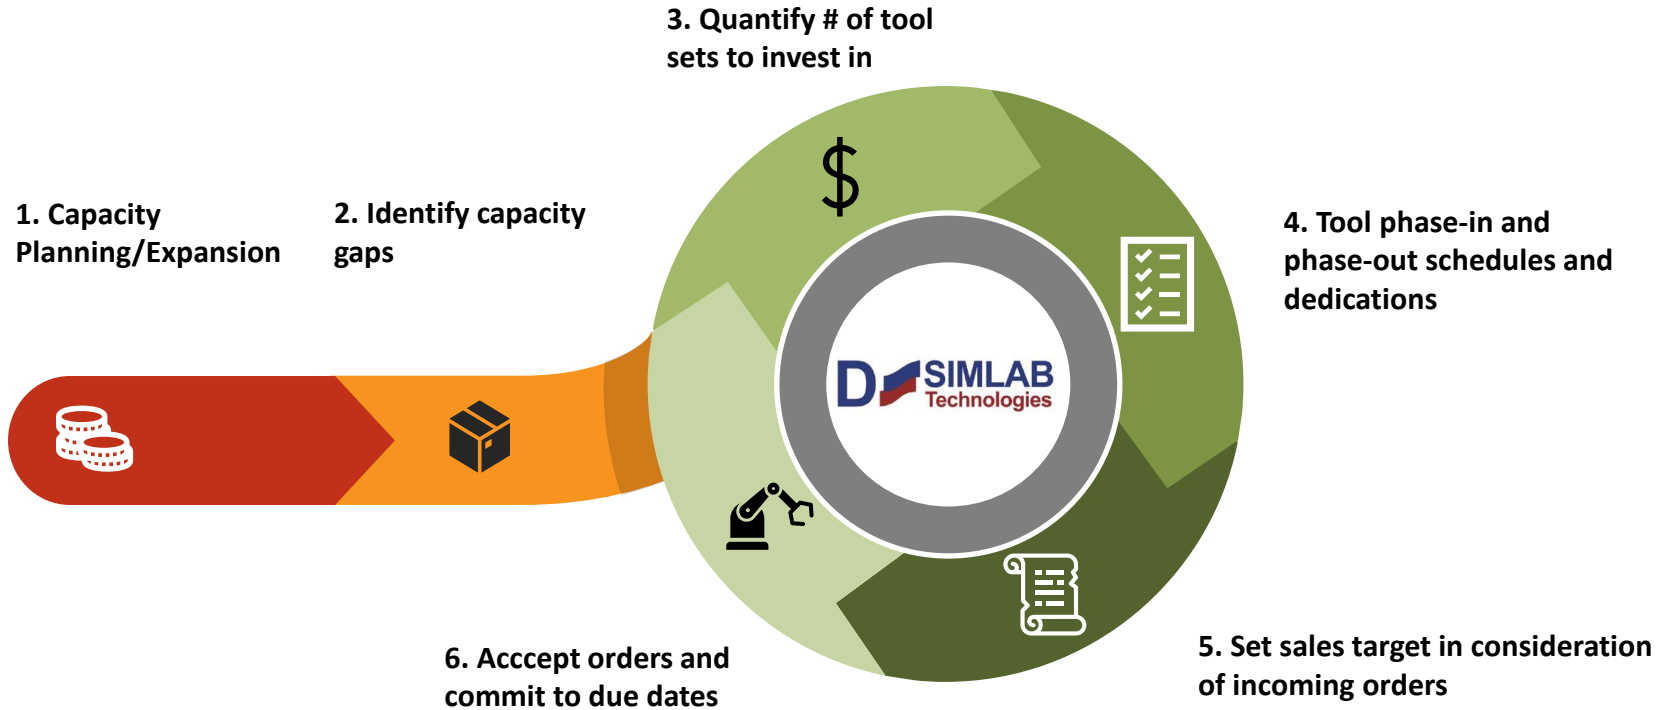 3. Quantify # of tool
sets to invest in
1. Capacity
Planning/Expansion
2. Identify capacity
gaps
$
4. Tool phase-in and
phase-out schedules and
dedications
D SIMLAB
Technologies
5. Set sales target in consideration
of incoming orders
6. Acccept orders and
commit to due dates